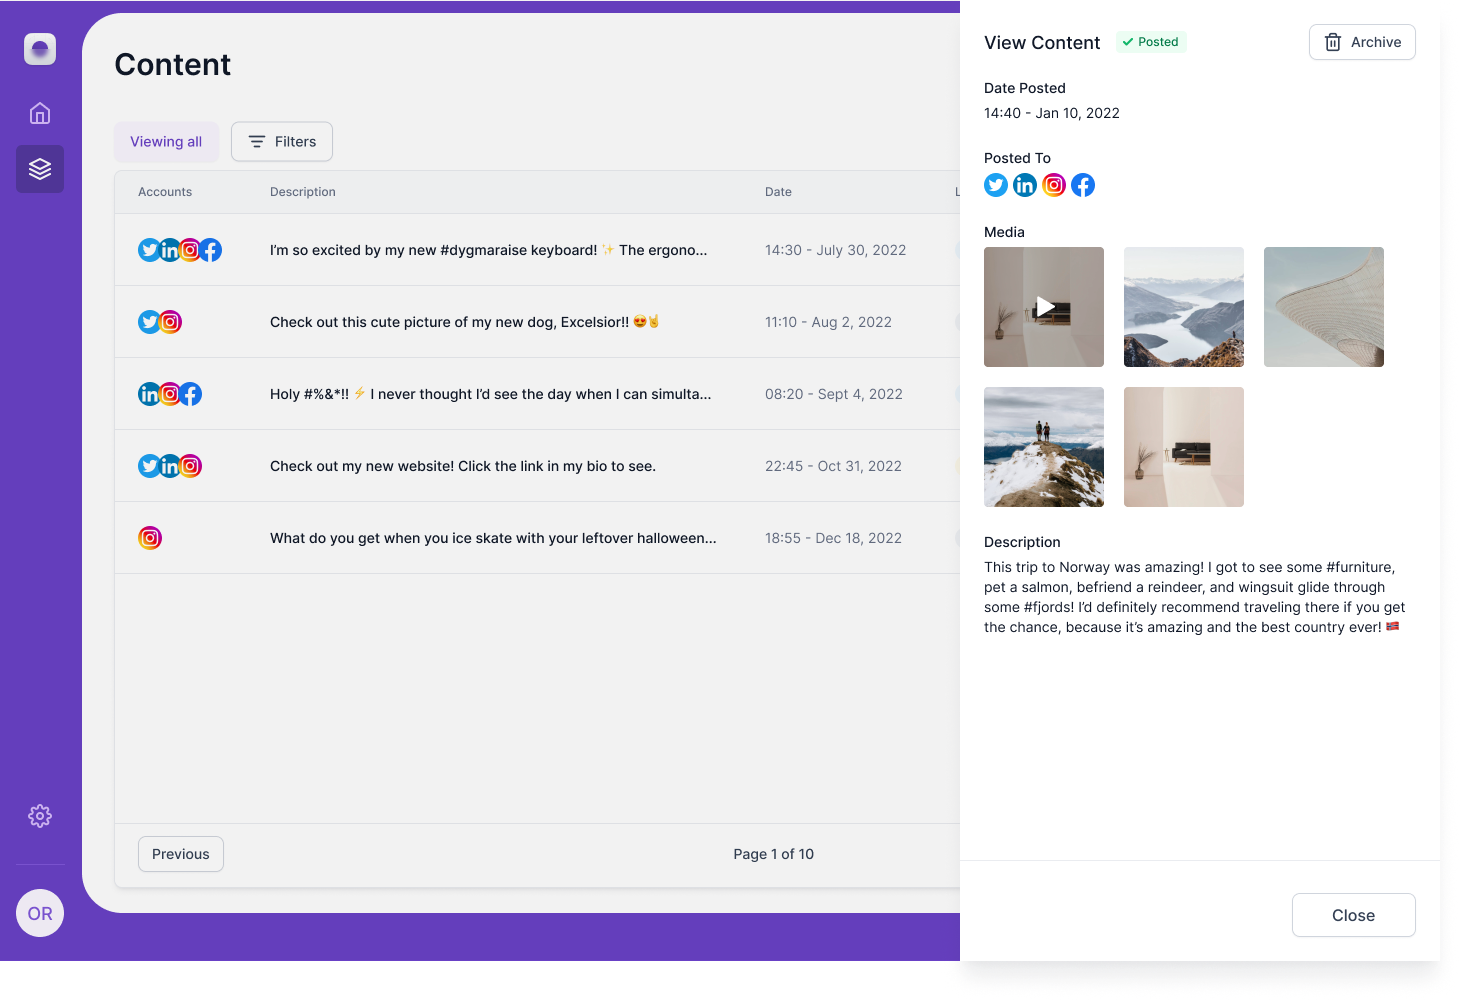 Content
Viewing all
Filters
Accounts Description Date L
I’m so excited by my new #dygmaraise keyboard! ✨ The ergono... 14:30 - July 30, 2022
Check out this cute picture of my new dog, Excelsior!! 😍🤘 11:10 - Aug 2, 2022
Holy #%&*!! ⚡ I never thought I’d see the day when I can simulta... 08:20 - Sept 4, 2022
Check out my new website! Click the link in my bio to see. 22:45 - Oct 31, 2022
What do you get when you ice skate with your leftover halloween... 18:55 - Dec 18, 2022
Previous
Page 1 of 10
OR
View Content
Posted
Archive
Date Posted
14:40 - Jan 10, 2022
Posted To
Media
Description
This trip to Norway was amazing! I got to see some #furniture,
pet a salmon, befriend a reindeer, and wingsuit glide through
some #fjords! I’d definitely recommend traveling there if you get
the chance, because it’s amazing and the best country ever! 🇳🇴
Close